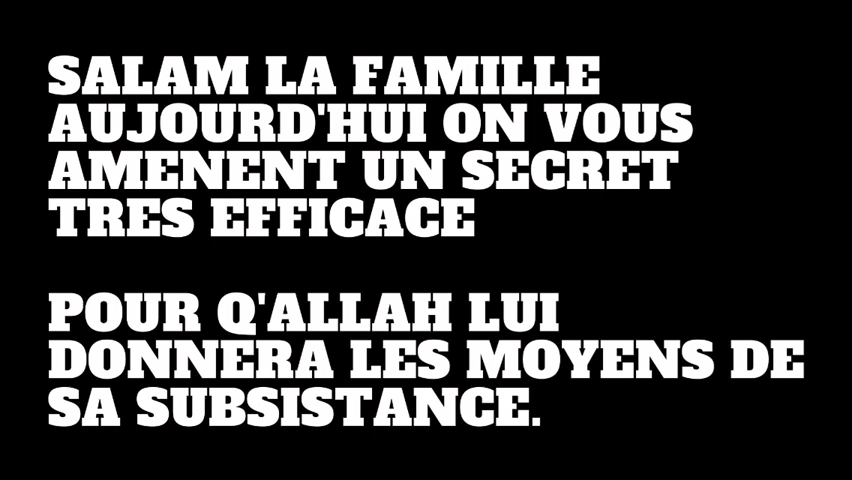 SALAM LA FAMILLE
AUJOURD'HUI ON VOUS
AMENENT UN SECRET
TRES EFFICACE
POUR Q'ALLAH LUI
DONNERA LES MOYENS DE
SA SUBSISTANCE.